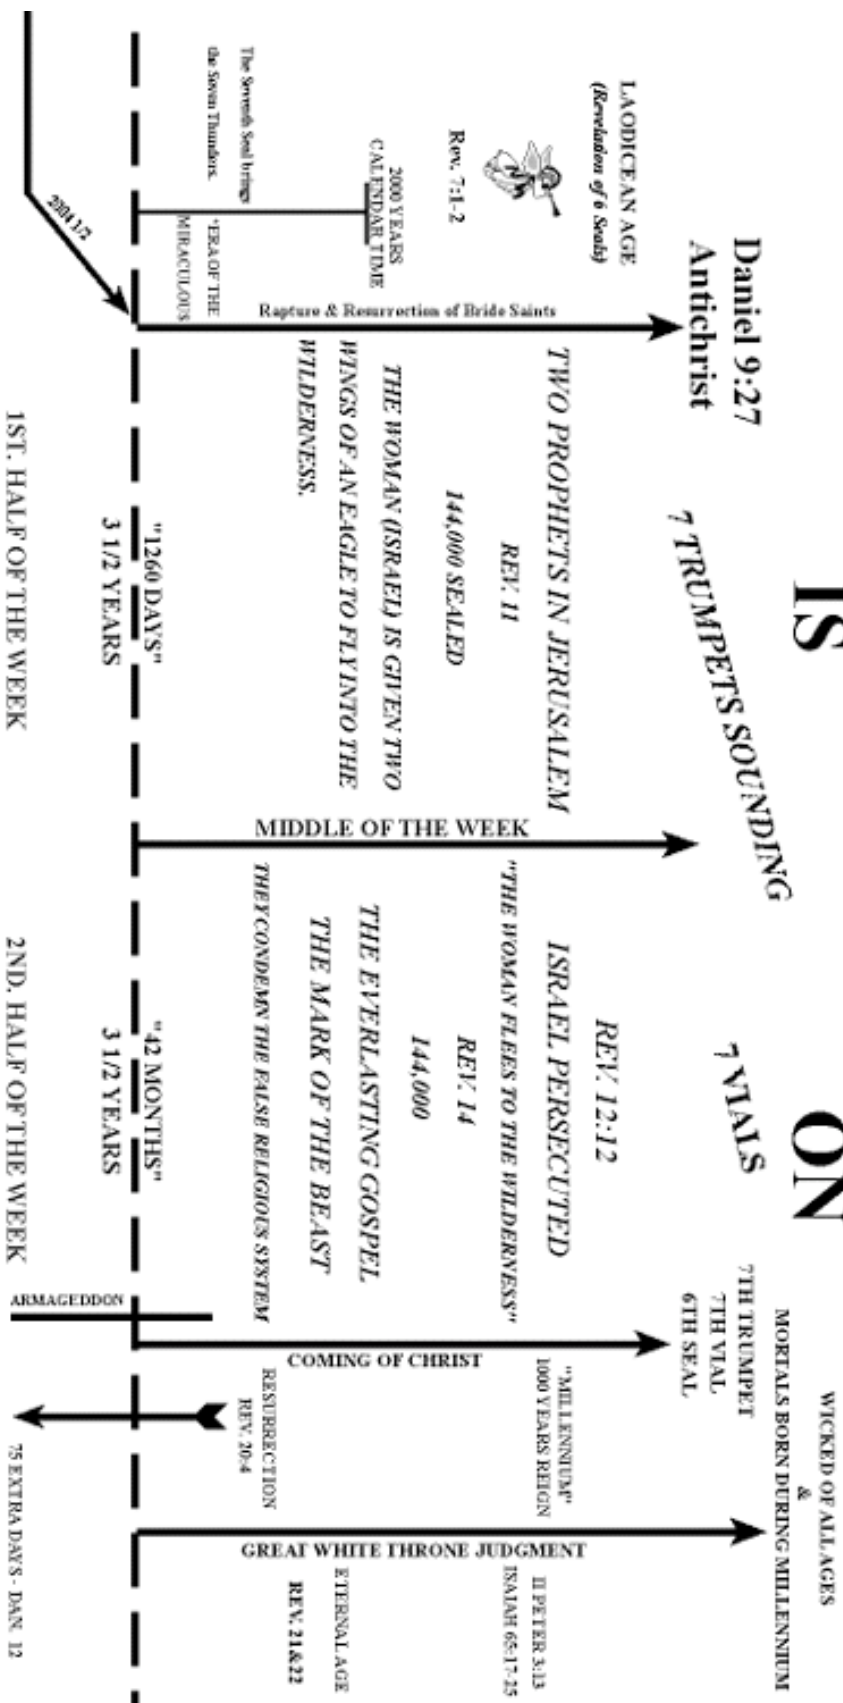 IS ON
Daniel 9:27
Antichrist
7 TRUMPETS SOUNDING
7 VIALS
7TH TRUMPET
7TH VIAL
6TH SEAL
WICKED OF ALL AGES
&
MORTALS BORN DURING MILLENNIUM
LAODICEAN AGE
(Revelation of 6 Seals)
Rev. 7:1-2
2000 YEARS
CALENDAR TIME
The Seventh Seal brings
the Seven Thunders.
"ERA OF THE
MIRACULOUS
2004 1/2
Rapture & Resurrection of Bride Saints
TWO PROPHETS IN JERUSALEM
REV. 11
144,000 SEALED
THE WOMAN (ISRAEL) IS GIVEN TWO
WINGS OF AN EAGLE TO FLY INTO THE
WILDERNESS.
"1260 DAYS"
3 1/2 YEARS
1ST. HALF OF THE WEEK
MIDDLE OF THE WEEK
REV. 12:12
ISRAEL PERSECUTED
"THE WOMAN FLEES TO THE WILDERNESS"
REV. 14
144,000
THE EVERLASTING GOSPEL
THE MARK OF THE BEAST
THEY CONDEMN THE FALSE RELIGIOUS SYSTEM
"42 MONTHS"
3 1/2 YEARS
2ND. HALF OF THE WEEK
ARMAGEDDON
COMING OF CHRIST
"MILLENNIUM"
1000 YEARS REIGN
RESURRECTION
REV. 20:4
75 EXTRA DAYS - DAN. 12
GREAT WHITE THRONE JUDGMENT
II PETER 3:13
ISAIAH 65:17-25
ETERNAL AGE
REV. 21&22